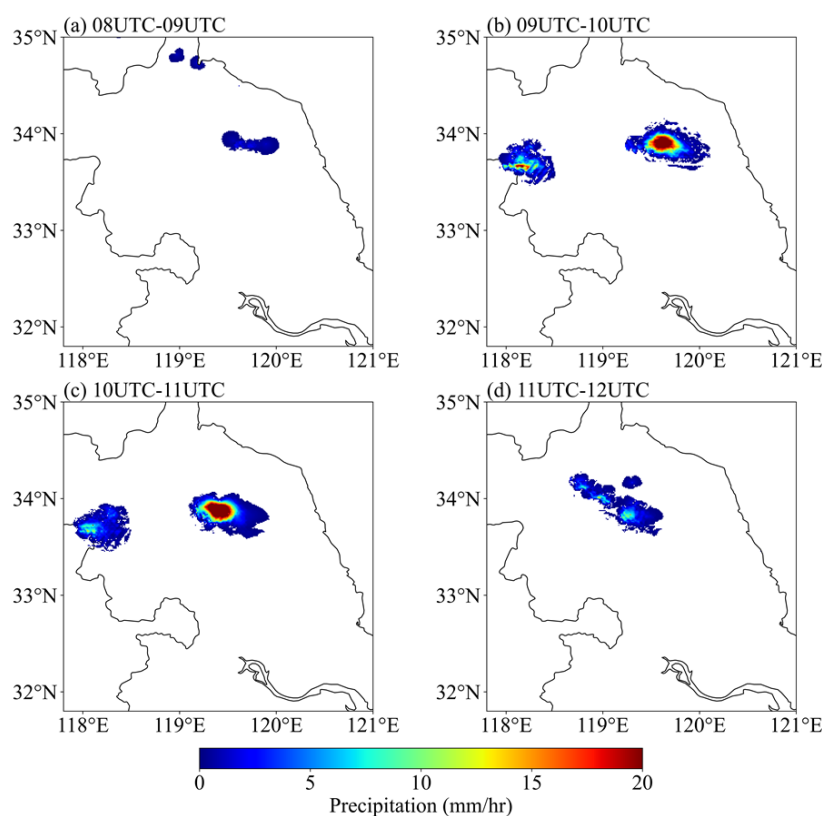 (a) 08UTC-09UTC
35°N
34°N
33°N
32°N
118°E 119°E 120°E 121°E
(b) 09UTC-10UTC
35°N
34°N
33°N
32°N
118°E 119°E 120°E 121°E
(c) 10UTC-11UTC
35°N
34°N
33°N
32°N
118°E 119°E 120°E 121°E
(d) 11UTC-12UTC
35°N
34°N
33°N
32°N
118°E 119°E 120°E 121°E
0 5 10 15 20
Precipitation (mm/hr)